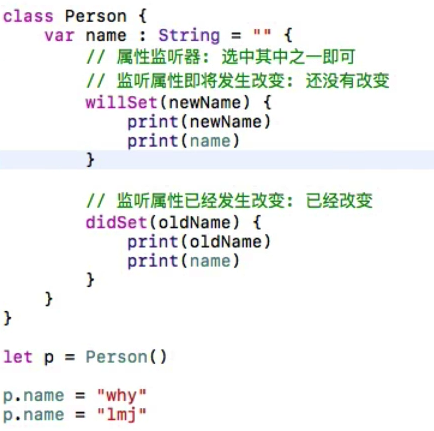 class Person {
    var name : String = "" {
        // 属性监听器: 选中其中之一即可
        // 监听属性即将发生改变: 还没有改变
        willSet(newName) {
            print(newName)
            print(name)
        }
        // 监听属性已经发生改变: 已经改变
        didSet(oldName) {
            print(oldName)
            print(name)
        }
    }
}
let p = Person()
p.name = "why"
p.name = "lmj"